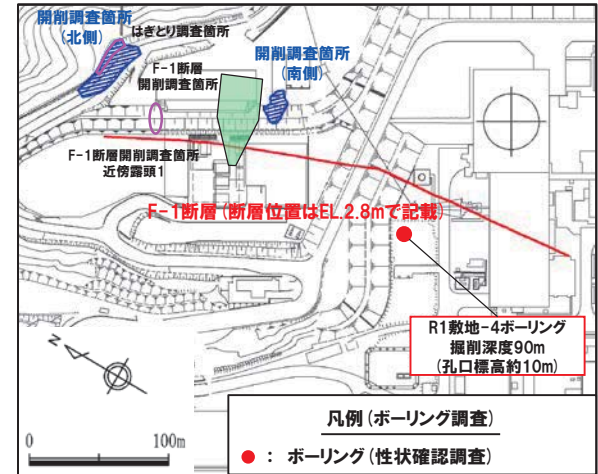 開削調査箇所
(北側)
はぎとり調査箇所
F-1断層
開削調査箇所
開削調査箇所
(南側)
F-1断層開削調査箇所
近傍露頭1
F-1断層(断層位置はEL.2.8mで記載)
R1敷地-4ボーリング
掘削深度90m
(孔口標高約10m)
N
0 100m
凡例(ボーリング調査)
● : ボーリング(性状確認調査)